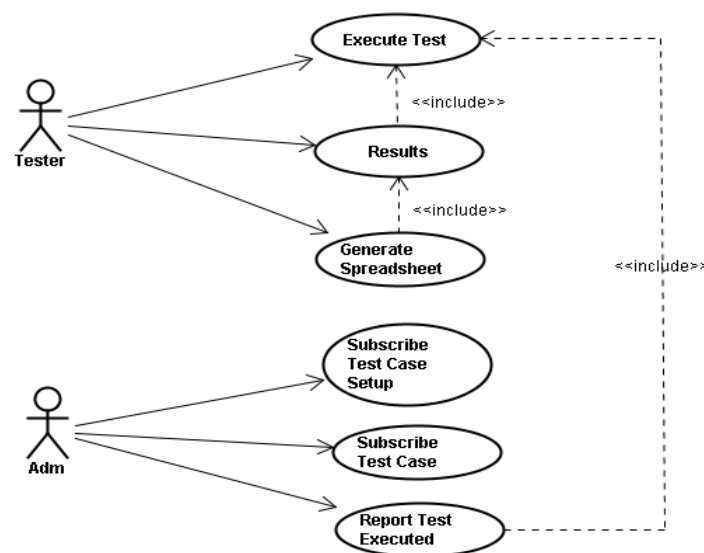 Execute Test
<<include>>
Tester
Results
<<include>>
Generate
Spreadsheet
<<include>>
Subscribe
Test Case
Setup
Adm
Subscribe
Test Case
Report Test
Executed